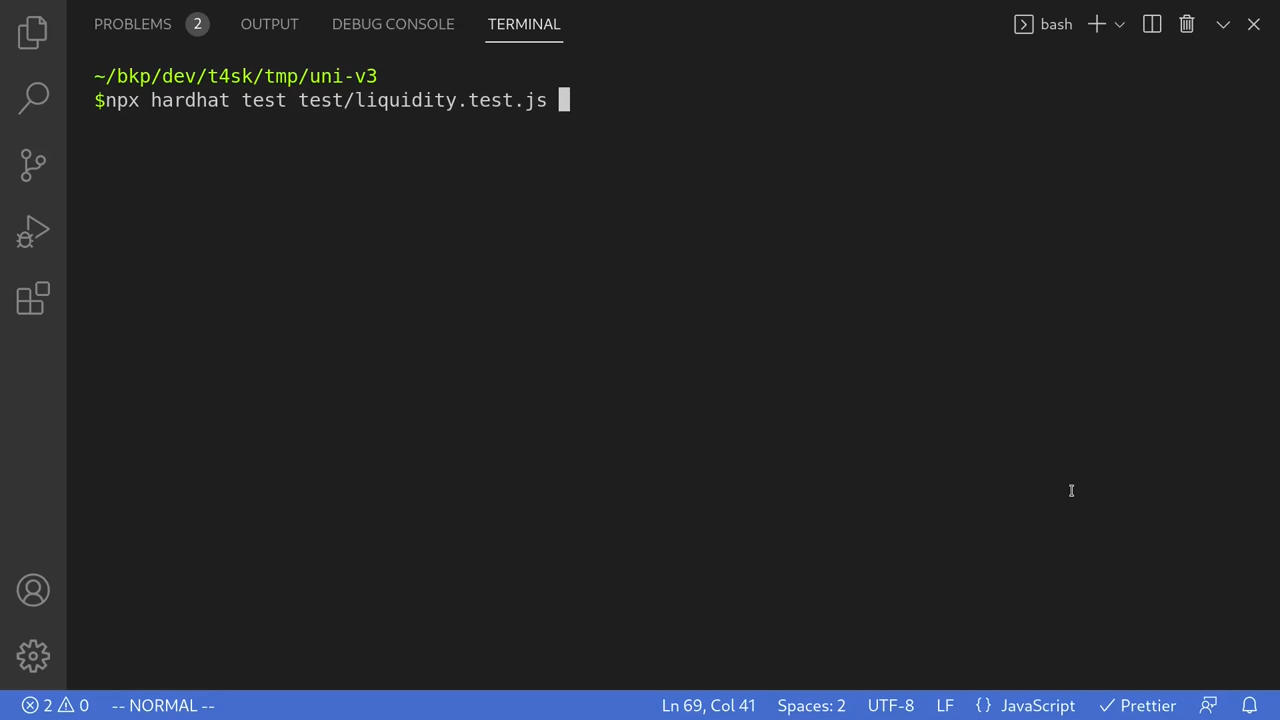 PROBLEMS 2 OUTPUT DEBUG CONSOLE TERMINAL bash
~/bkp/dev/t4sk/tmp/uni-v3
$npx hardhat test test/liquidity.test.js
2 0 -- NORMAL -- Ln 69, Col 41 Spaces: 2 UTF-8 LF {} JavaScript Prettier